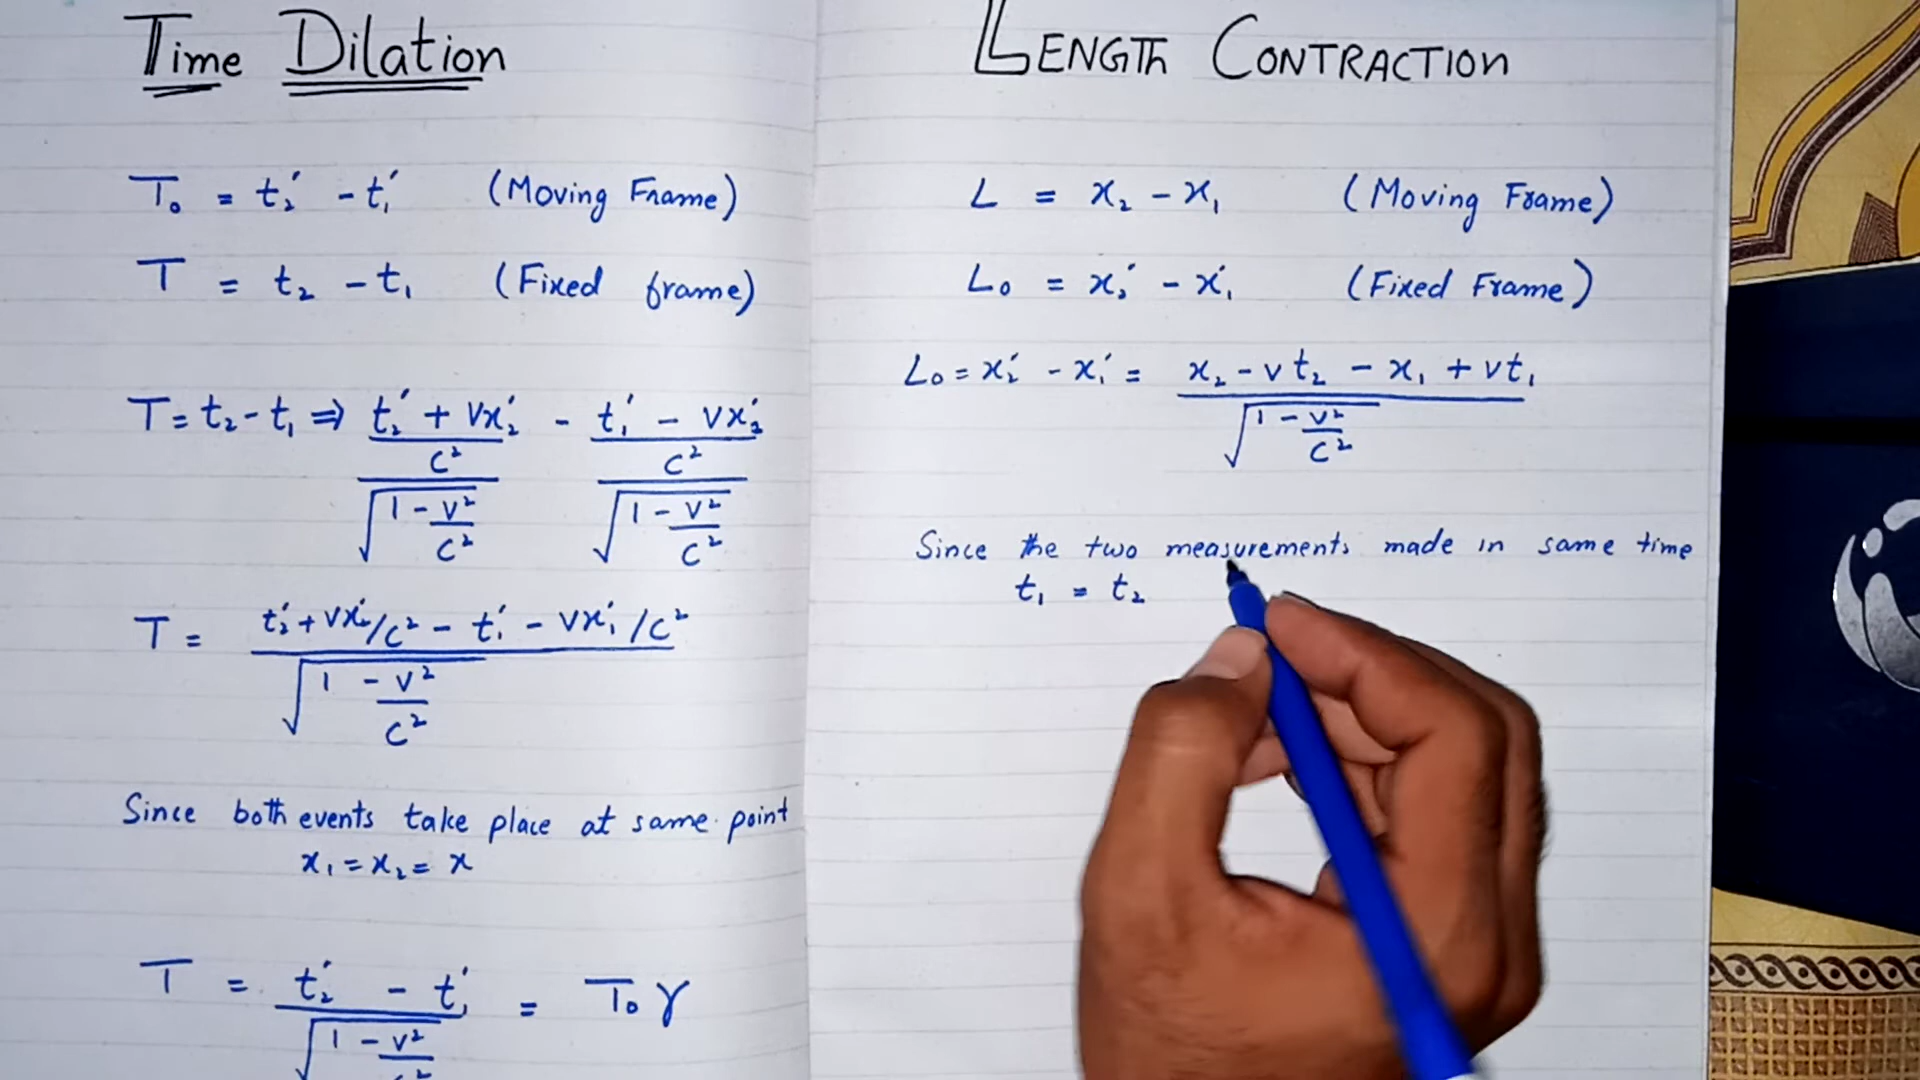 Time Dilation
T₀ = t₂′ - t₁′ (Moving Frame)
T = t₂ - t₁ (Fixed frame)
T = t₂ - t₁ ⇒ (t₂′ + vx₂′/c²)/√(1 - v²/c²) - (t₁′ - vx₂′/c²)/√(1 - v²/c²)
T = (t₂′ + vx₂′/c² - t₁′ - vx₁′/c²)/√(1 - v²/c²)
Since both events take place at same point
x₁ = x₂ = x
T = (t₂′ - t₁′)/√(1 - v²/c²) = T₀γ
LENGTH CONTRACTION
L = x₂ - x₁ (Moving Frame)
L₀ = x₂′ - x₁′ (Fixed Frame)
L₀ = x₂′ - x₁′ = (x₂ - vt₂ - x₁ + vt₁)/√(1 - v²/c²)
Since the two measurements made in same time
t₁ = t₂